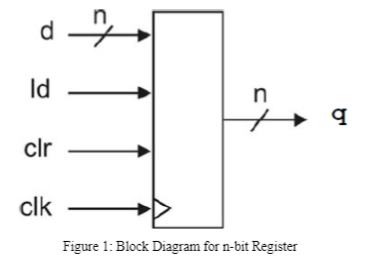 n
d
ld
n
q
clr
clk
Figure 1: Block Diagram for n-bit Register